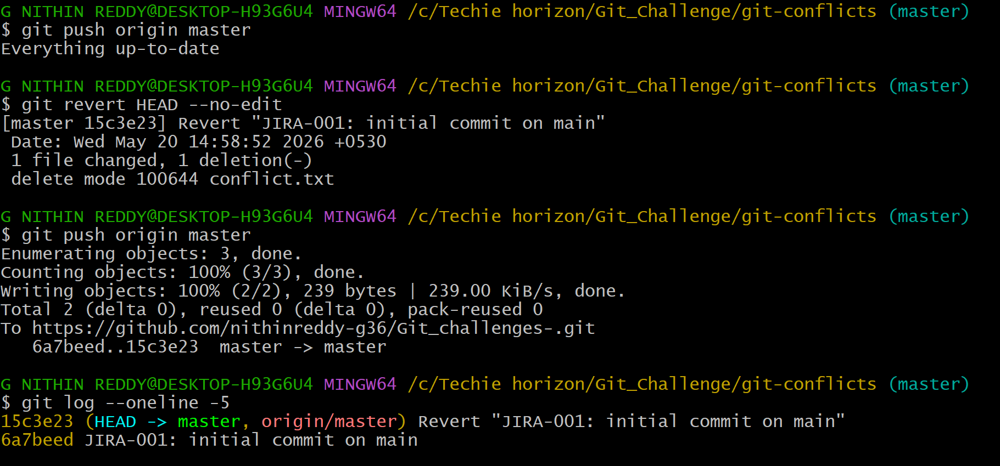 G NITHIN REDDY@DESKTOP-H93G6U4 MINGW64 /c/Techie horizon/Git_Challenge/git-conflicts (master)
$ git push origin master
Everything up-to-date
G NITHIN REDDY@DESKTOP-H93G6U4 MINGW64 /c/Techie horizon/Git_Challenge/git-conflicts (master)
$ git revert HEAD --no-edit
[master 15c3e23] Revert "JIRA-001: initial commit on main"
 Date: Wed May 20 14:58:52 2026 +0530
 1 file changed, 1 deletion(-)
 delete mode 100644 conflict.txt
G NITHIN REDDY@DESKTOP-H93G6U4 MINGW64 /c/Techie horizon/Git_Challenge/git-conflicts (master)
$ git push origin master
Enumerating objects: 3, done.
Counting objects: 100% (3/3), done.
Writing objects: 100% (2/2), 239 bytes | 239.00 KiB/s, done.
Total 2 (delta 0), reused 0 (delta 0), pack-reused 0
To https://github.com/nithinreddy-g36/Git_challenges-.git
   6a7beed..15c3e23  master -> master
G NITHIN REDDY@DESKTOP-H93G6U4 MINGW64 /c/Techie horizon/Git_Challenge/git-conflicts (master)
$ git log --oneline -5
15c3e23 (HEAD -> master, origin/master) Revert "JIRA-001: initial commit on main"
6a7beed JIRA-001: initial commit on main